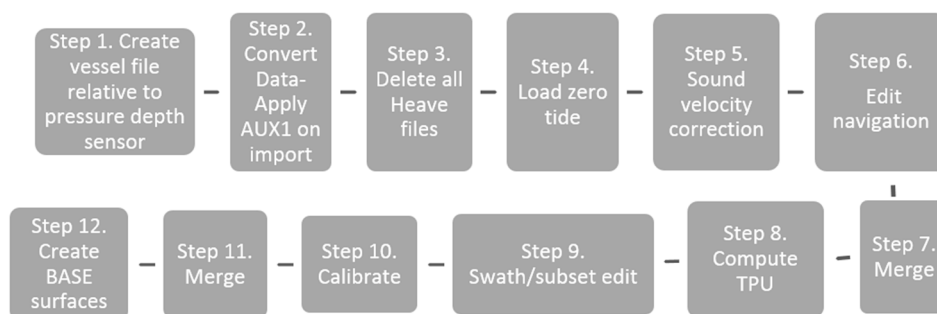 Step 1. Create
vessel file
relative to
pressure depth
sensor
Step 2.
Convert
Data-
Apply
AUX1 on
import
Step 3.
Delete all
Heave files
Step 4.
Load zero
tide
Step 5.
Sound
velocity
correction
Step 6.
Edit
navigation
Step 7.
Merge
Step 8.
Compute
TPU
Step 9.
Swath/subset edit
Step 10.
Calibrate
Step 11.
Merge
Step 12.
Create
BASE
surfaces